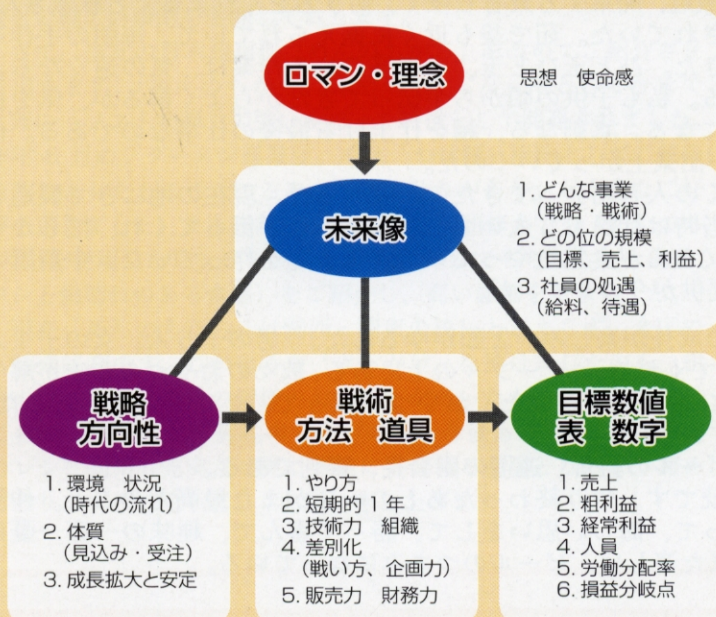 ロマン・理念
思想 使命感
未来像
1. どんな事業
(戦略・戦術)
2. どの位の規模
(目標、売上、利益)
3. 社員の処遇
(給料、待遇)
戦略
方向性
1. 環境 状況
(時代の流れ)
2. 体質
(見込み・受注)
3. 成長拡大と安定
戦術
方法 道具
1. やり方
2. 短期的1年
3. 技術力 組織
4. 差別化
(戦い方、企画力)
5. 販売力 財務力
目標数値
表 数字
1. 売上
2. 粗利益
3. 経常利益
4. 人員
5. 労働分配率
6. 損益分岐点